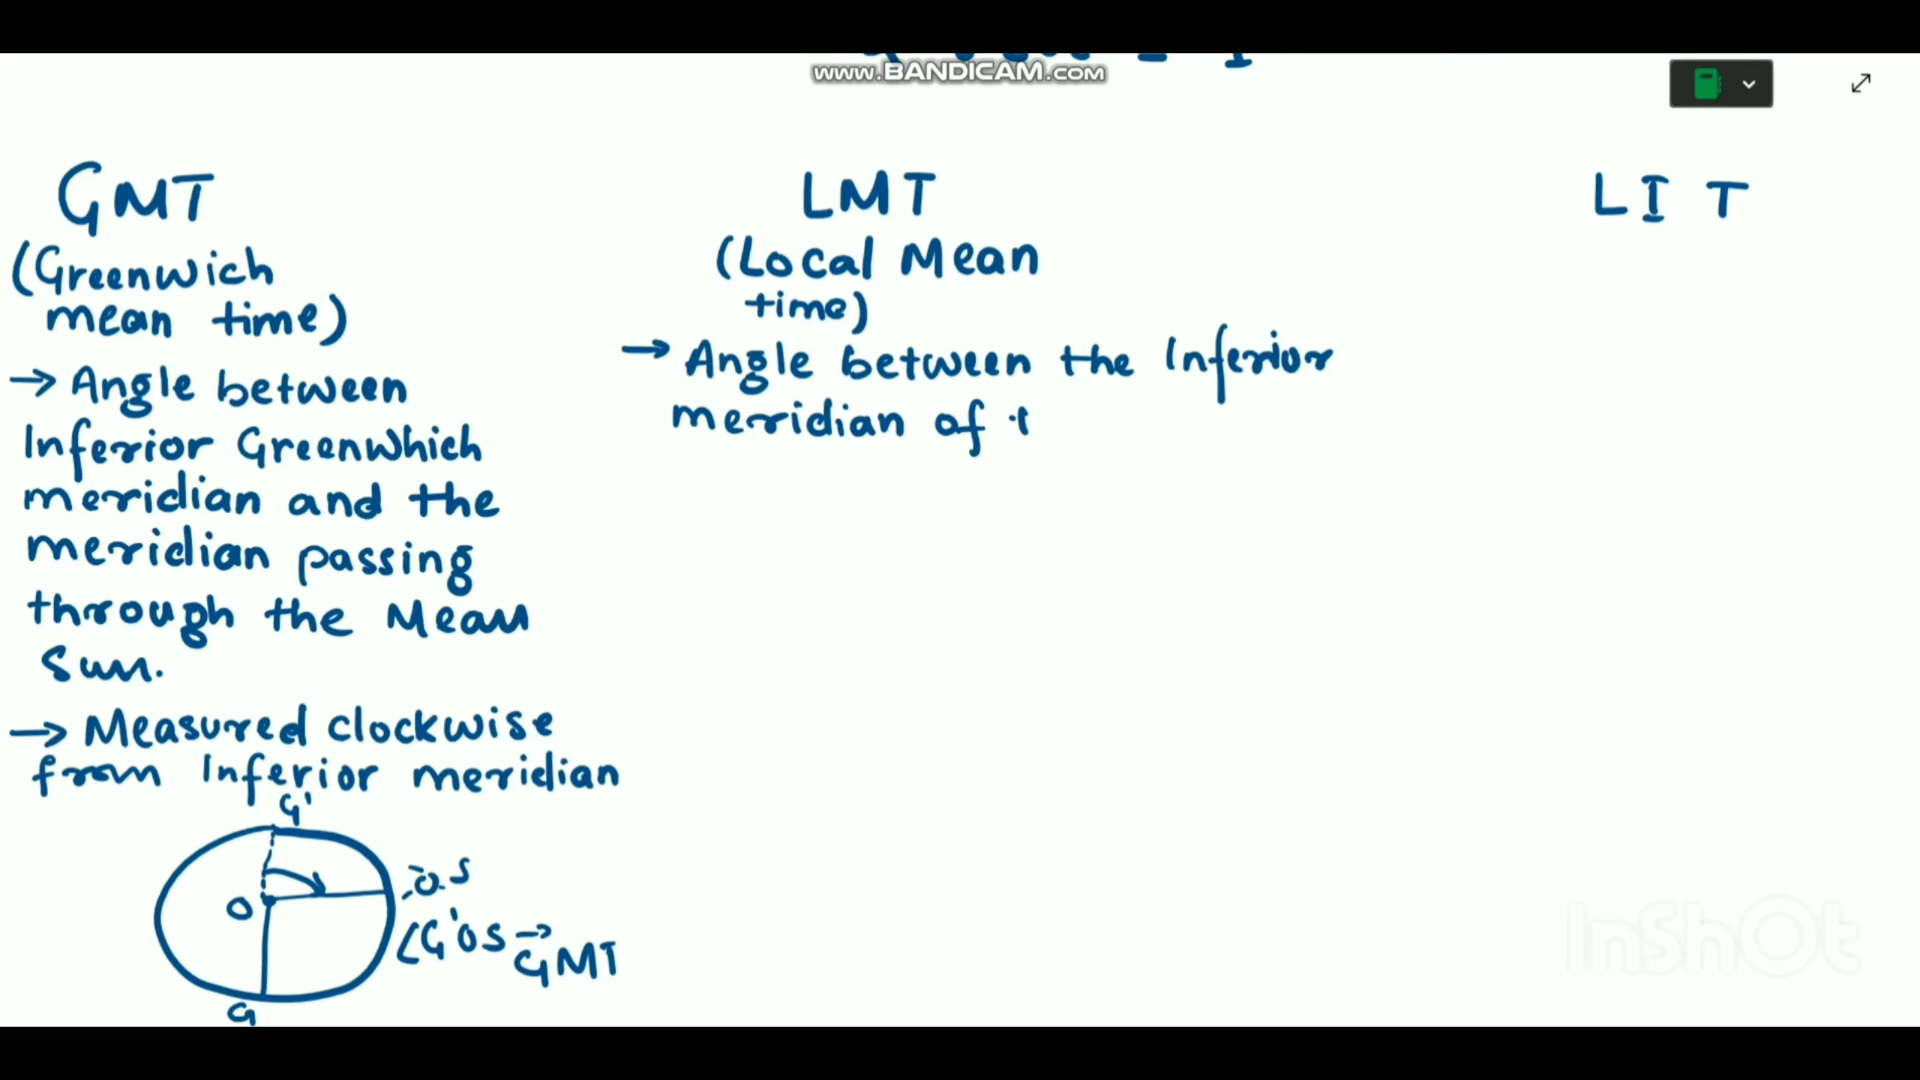 www.BANDICAM.com
GMT
(Greenwich
mean time)
→ Angle between
Inferior Greenwhich
meridian and the
meridian passing
through the Mean
Sun.
→ Measured clockwise
from Inferior meridian
G'
O
S
G
∠G'OS → GMT
LMT
(Local Mean
time)
→ Angle between the Inferior
meridian of
LIT
InShOt